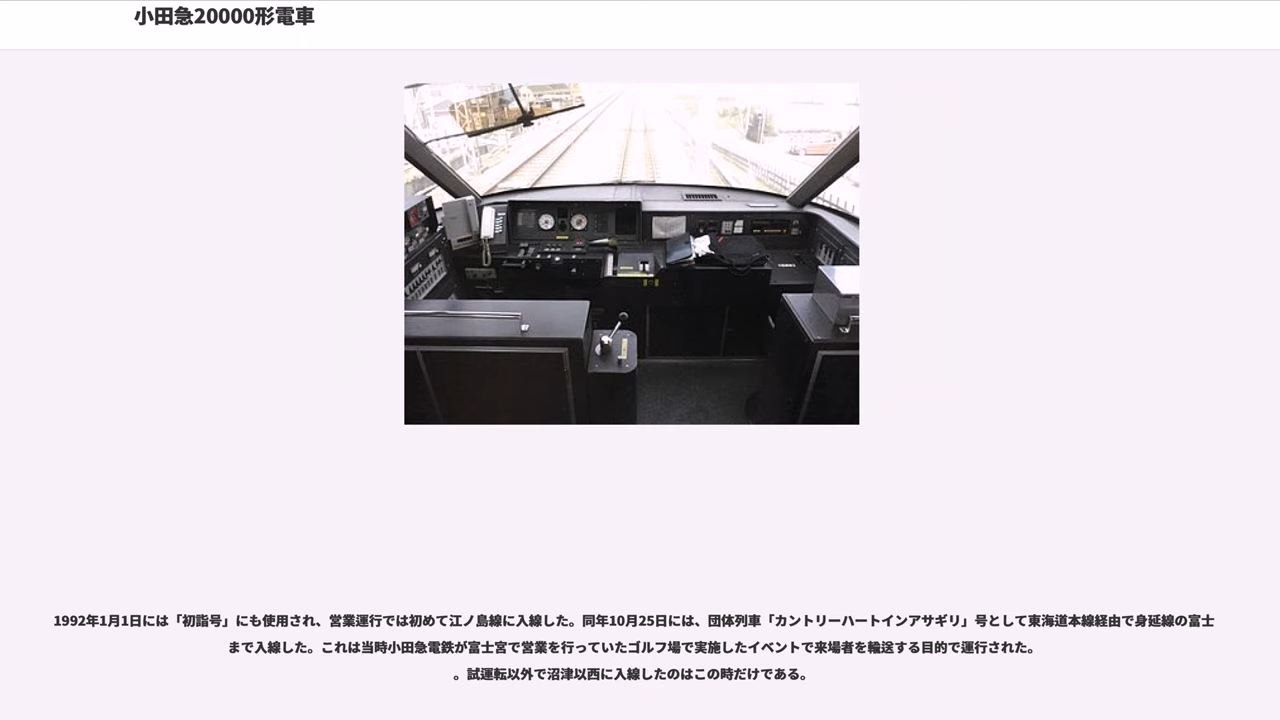 小田急20000形電車
1992年1月1日には「初詣号」にも使用され、営業運行では初めて江ノ島線に入線した。同年10月25日には、団体列車「カントリーハートインアサギリ」号として東海道本線経由で身延線の富士
まで入線した。これは当時小田急電鉄が富士宮で営業を行っていたゴルフ場で実施したイベントで来場者を輸送する目的で運行された。
。試運転以外で沼津以西に入線したのはこの時だけである。